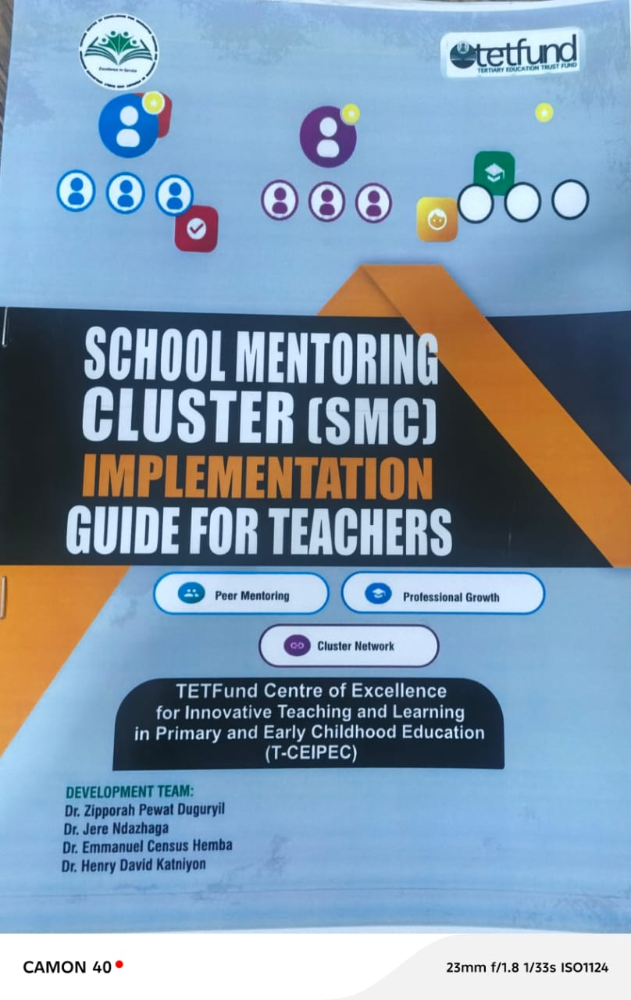 Excellence in Service
tetfund
TERTIARY EDUCATION TRUST FUND
SCHOOL MENTORING
CLUSTER (SMC)
IMPLEMENTATION
GUIDE FOR TEACHERS
Peer Mentoring
Professional Growth
Cluster Network
TETFund Centre of Excellence
for Innovative Teaching and Learning
in Primary and Early Childhood Education
(T-CEIPEC)
DEVELOPMENT TEAM:
Dr. Zipporah Pewat Duguryil
Dr. Jere Ndazhaga
Dr. Emmanuel Census Hemba
Dr. Henry David Katniyon
CAMON 40
23mm f/1.8 1/33s ISO1124